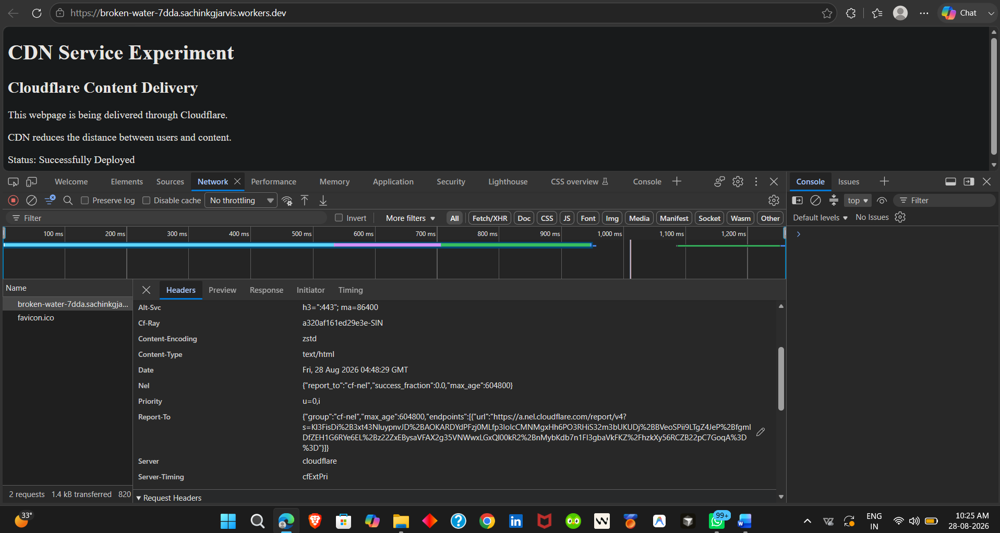 https://broken-water-7dda.sachinkgjarvis.workers.dev
Chat
CDN Service Experiment
Cloudflare Content Delivery
This webpage is being delivered through Cloudflare.
CDN reduces the distance between users and content.
Status: Successfully Deployed
Welcome Elements Sources Network Performance Memory Application Security Lighthouse CSS overview Console
Console Issues
Preserve log Disable cache No throttling
top Filter
Filter Invert More filters All Fetch/XHR Doc CSS JS Font Img Media Manifest Socket Wasm Other
Default levels No Issues
100 ms 200 ms 300 ms 400 ms 500 ms 600 ms 700 ms 800 ms 900 ms 1,000 ms 1,100 ms 1,200 ms
Name
Headers Preview Response Initiator Timing
broken-water-7dda.sachinkgja...
favicon.ico
Alt-Svc h3=":443"; ma=86400
Cf-Ray a320af161ed29e3e-SIN
Content-Encoding zstd
Content-Type text/html
Date Fri, 28 Aug 2026 04:48:29 GMT
Nel {"report_to":"cf-nel","success_fraction":0.0,"max_age":604800}
Priority u=0,i
Report-To {"group":"cf-nel","max_age":604800,"endpoints":[{"url":"https://a.nel.cloudflare.com/report/v4?
%3D"}]}
Server cloudflare
Server-Timing cfExtPri
2 requests 1.4 kB transferred 820
Request Headers
33°
99+
ENG
IN
10:25 AM
28-08-2026